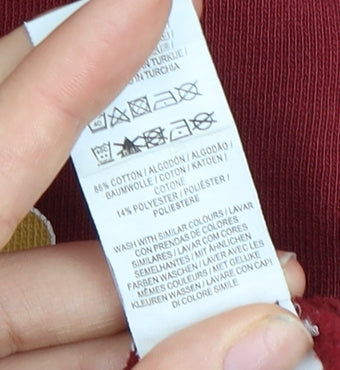 IN TURKIJE /
IN TURCHIA
86% COTTON / ALGODÓN / ALGODÃO /
BAUMWOLLE / COTON / KATOEN /
COTONE
14% POLYESTER / POLIÉSTER /
POLIESTERE
WASH WITH SIMILAR COLOURS / LAVAR
CON PRENDAS DE COLORES
SIMILARES / LAVAR COM CORES
SEMELHANTES / MIT ÄHNLICHEN
FARBEN WASCHEN / LAVER AVEC LES
MÊMES COULEURS / MET GELIJKE
KLEUREN WASSEN / LAVARE CON CAPI
DI COLORE SIMILE